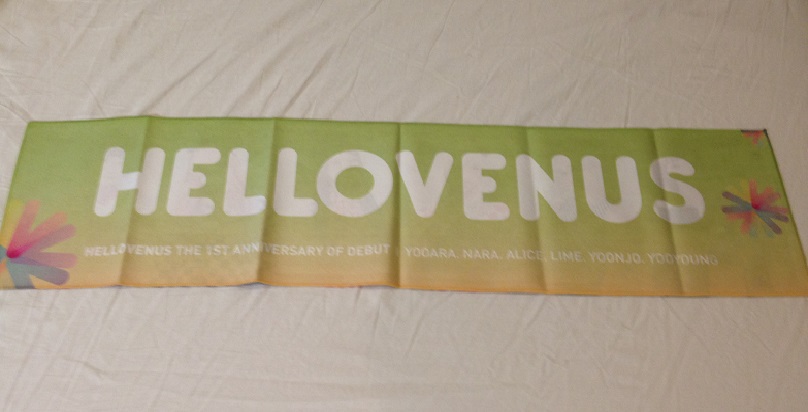 HELLOVENUS
HELLOVENUS THE 1ST ANNIVERSARY OF DEBUT - YOOARA, NARA, ALICE, LIME, YOONJO, YOOYOUNG